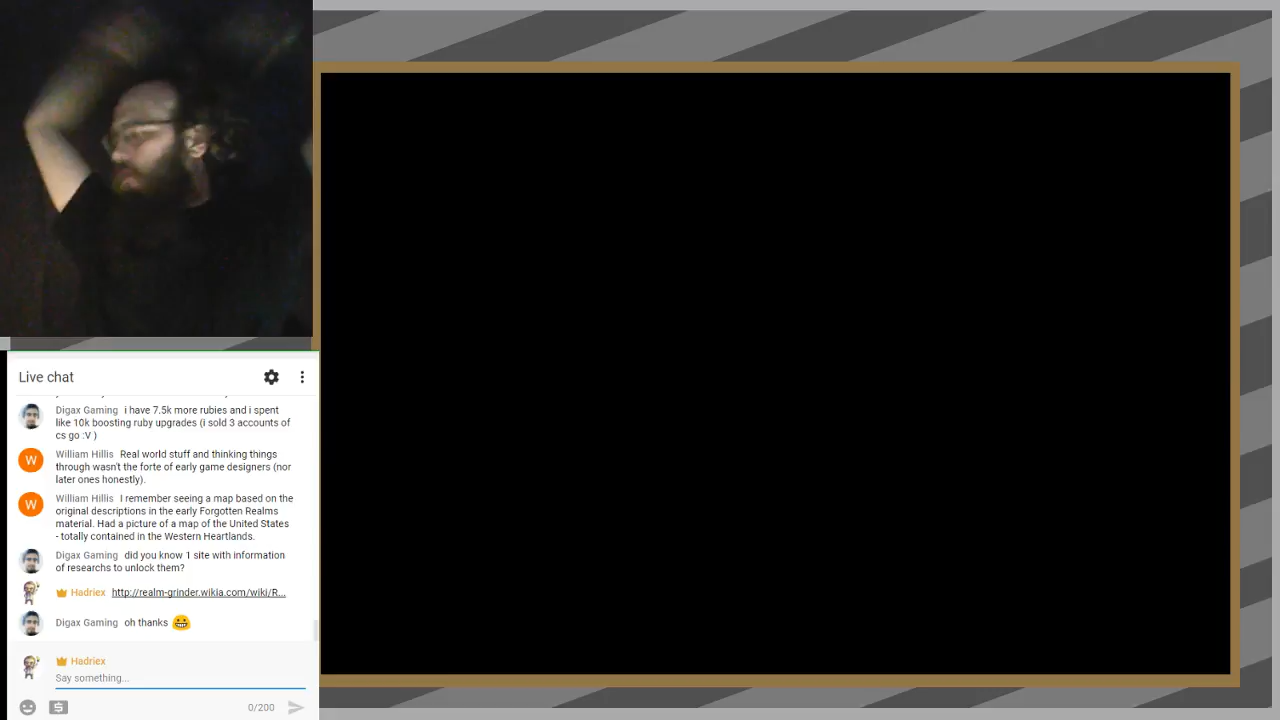 Live chat
Digax Gaming i have 7.5k more rubies and i spent
like 10k boosting ruby upgrades (i sold 3 accounts of
cs go :V )
W
William Hillis Real world stuff and thinking things
through wasn't the forte of early game designers (nor
later ones honestly).
W
William Hillis I remember seeing a map based on the
original descriptions in the early Forgotten Realms
material. Had a picture of a map of the United States
- totally contained in the Western Heartlands.
Digax Gaming did you know 1 site with information
of researchs to unlock them?
Hadriex http://realm-grinder.wikia.com/wiki/R...
Digax Gaming oh thanks 😀
Hadriex
Say something...
0/200